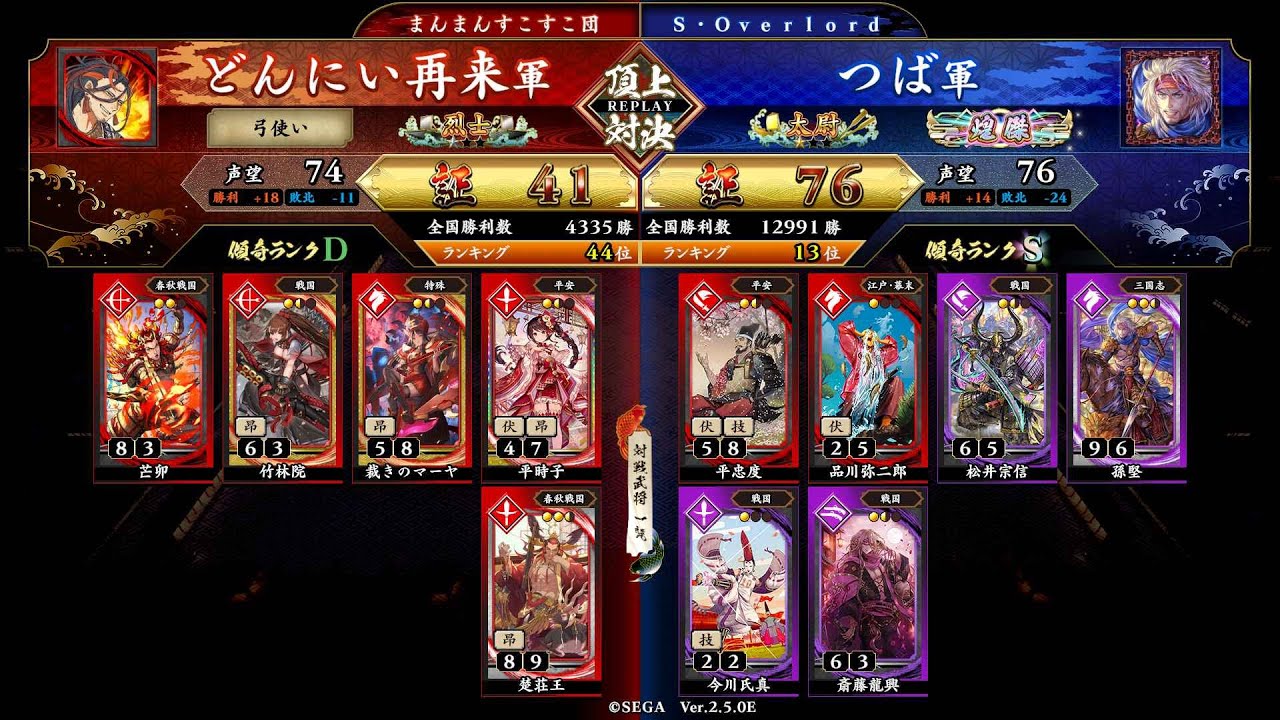 まんまんすこすこ団
S・Overlord
どんにい再来軍
頂上
REPLAY
対決
つば軍
弓使い
烈士
大尉
煌傑
声望 74
勝利 +18 敗北 -11
証 41
証 76
声望 76
勝利 +14 敗北 -24
全国勝利数 4335勝
全国勝利数 12991勝
傾奇ランク D
ランキング 44位
ランキング 13位
傾奇ランク S
春秋戦国
8 3
芒卯
戦国
昴
6 3
竹林院
特殊
昴
5 8
裁きのマーヤ
平安
伏 昴
4 7
平時子
平安
伏 技
5 8
平忠度
江戸・幕末
伏
2 5
品川弥二郎
戦国
6 5
松井宗信
三国志
9 6
孫堅
対戦武将一覧
春秋戦国
昴
8 9
楚荘王
戦国
技
2 2
今川氏真
戦国
6 3
斎藤龍興
©SEGA Ver.2.5.0E